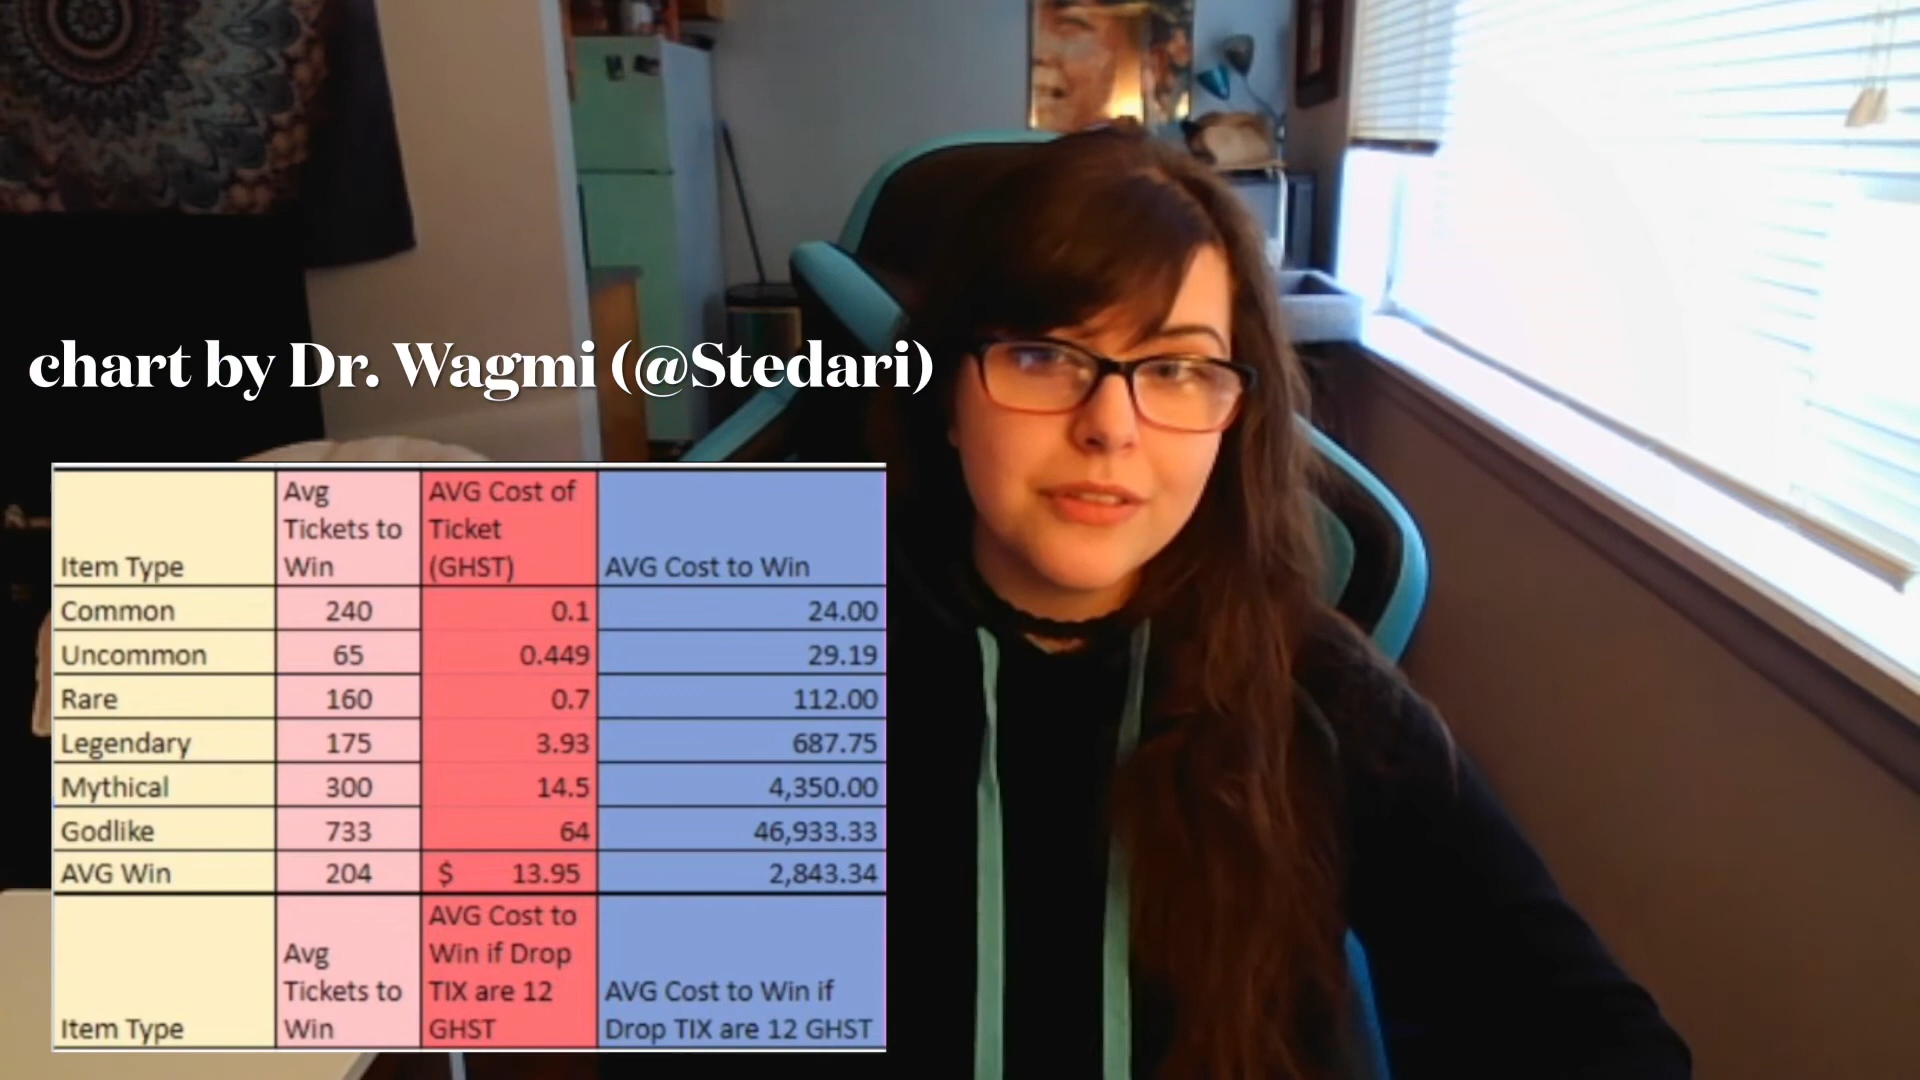 chart by Dr. Wagmi (@Stedari)
Item Type Avg Tickets to Win AVG Cost of Ticket (GHST) AVG Cost to Win
Common 240 0.1 24.00
Uncommon 65 0.449 29.19
Rare 160 0.7 112.00
Legendary 175 3.93 687.75
Mythical 300 14.5 4,350.00
Godlike 733 64 46,933.33
AVG Win 204 $ 13.95 2,843.34
Item Type Avg Tickets to Win AVG Cost to Win if Drop TIX are 12 GHST AVG Cost to Win if Drop TIX are 12 GHST